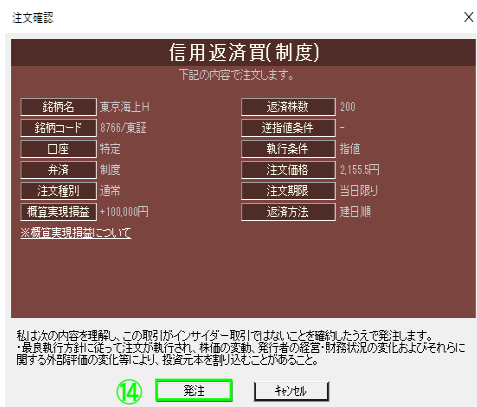 注文確認
信用返済買(制度)
下記の内容で注文します。
銘柄名 東京海上H 返済株数 200
銘柄コード 8766/東証 逆指値条件 -
口座 特定 執行条件 指値
弁済 制度 注文価格 2,155.5円
注文種別 通常 注文期限 当日限り
概算実現損益 +100,000円 返済方法 建日順
※概算実現損益について
私は次の内容を理解し、この取引がインサイダー取引ではないことを確約したうえで発注します。
・最良執行方針に従って注文が執行され、株価の変動、発行者の経営・財務状況の変化およびそれらに
関する外部評価の変化等により、投資元本を割り込むことがあること。
⑭ 発注 キャンセル